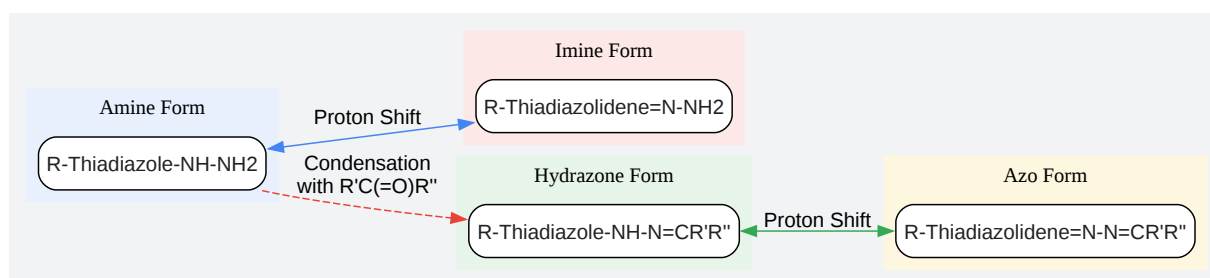 Imine Form
R-Thiadiazolidene=N-NH2
Amine Form
R-Thiadiazole-NH-NH2
Proton Shift
Condensation
with R'C(=O)R''
Hydrazone Form
R-Thiadiazole-NH-N=CR'R''
Proton Shift
Azo Form
R-Thiadiazolidene=N-N=CR'R''